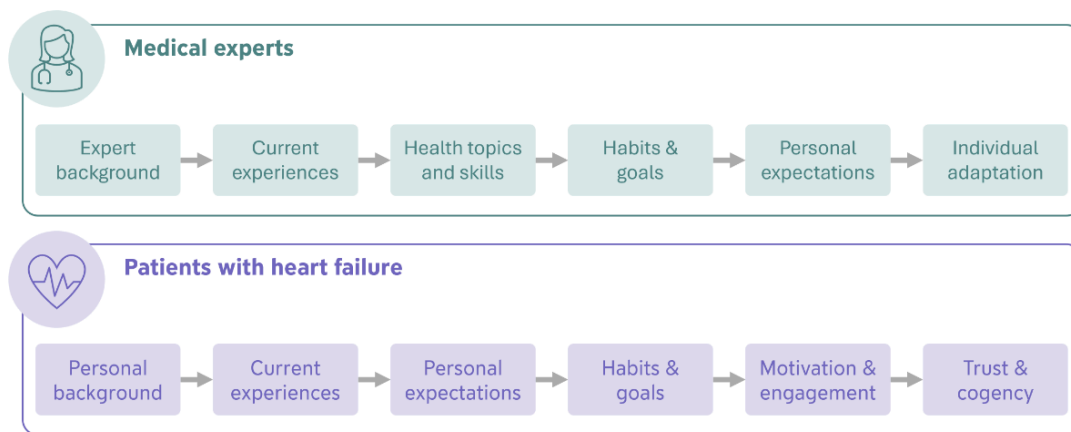 Medical experts
Expert
background
Current
experiences
Health topics
and skills
Habits &
goals
Personal
expectations
Individual
adaptation
Patients with heart failure
Personal
background
Current
experiences
Personal
expectations
Habits &
goals
Motivation &
engagement
Trust &
cogency